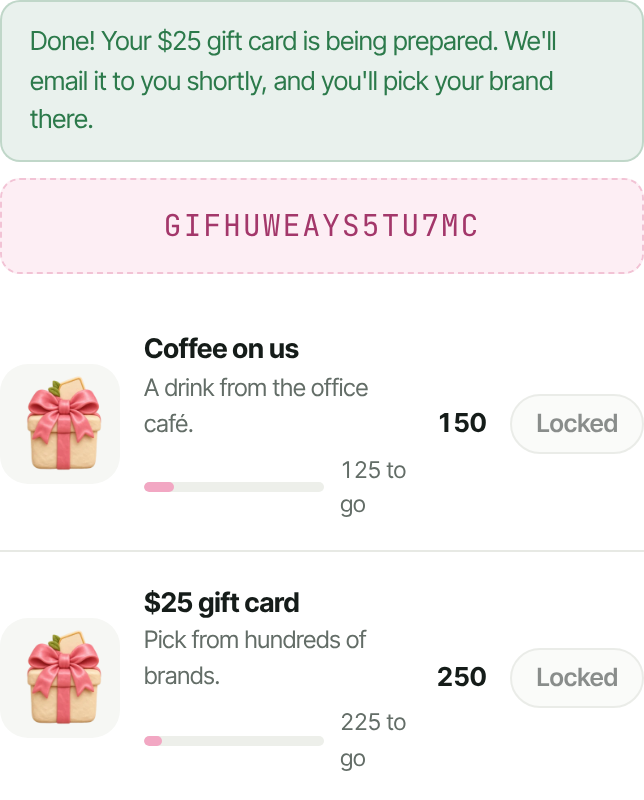 Done! Your $25 gift card is being prepared. We'll
email it to you shortly, and you'll pick your brand
there.
GIFHUWEAYS5TU7MC
Coffee on us
A drink from the office
café.
125 to
go
150
Locked
$25 gift card
Pick from hundreds of
brands.
225 to
go
250
Locked